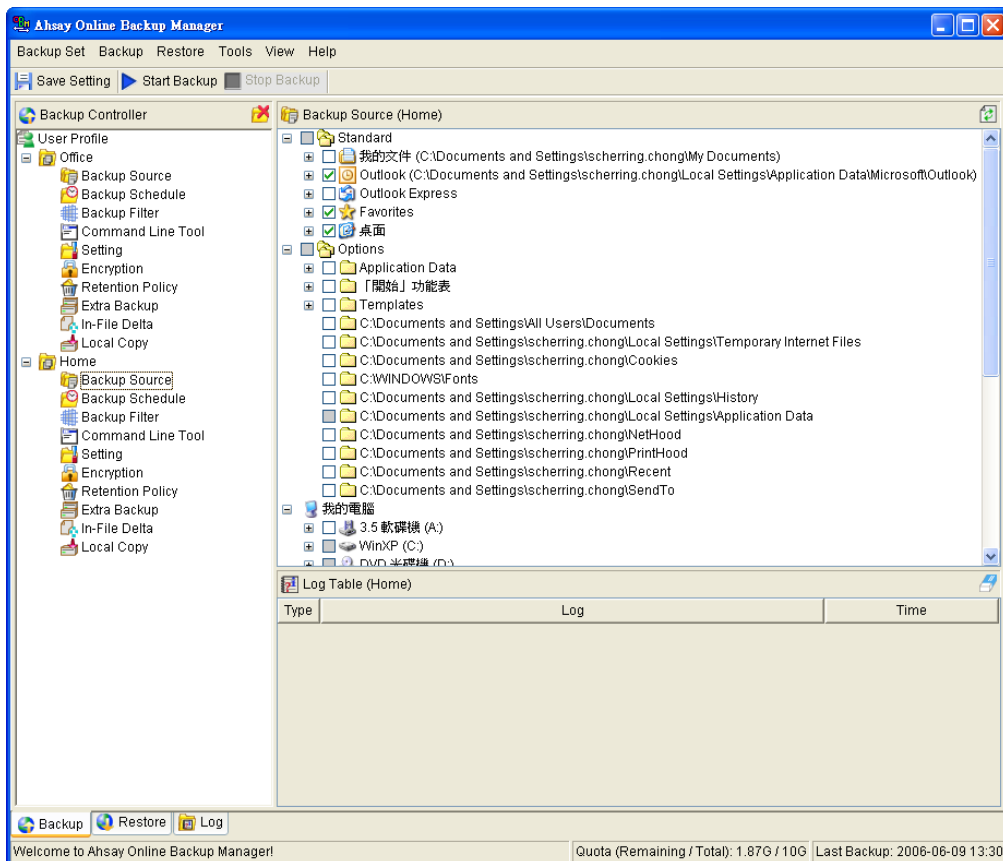 Ahsay Online Backup Manager
Backup Set Backup Restore Tools View Help
Save Setting Start Backup Stop Backup
Backup Controller
User Profile
Office
Backup Source
Backup Schedule
Backup Filter
Command Line Tool
Setting
Encryption
Retention Policy
Extra Backup
In-File Delta
Local Copy
Home
Backup Source
Backup Schedule
Backup Filter
Command Line Tool
Setting
Encryption
Retention Policy
Extra Backup
In-File Delta
Local Copy
Backup Source (Home)
Standard
我的文件 (C:\Documents and Settings\scherring.chong\My Documents)
Outlook (C:\Documents and Settings\scherring.chong\Local Settings\Application Data\Microsoft\Outlook)
Outlook Express
Favorites
桌面
Options
Application Data
「開始」功能表
Templates
C:\Documents and Settings\All Users\Documents
C:\Documents and Settings\scherring.chong\Local Settings\Temporary Internet Files
C:\Documents and Settings\scherring.chong\Cookies
C:\WINDOWS\Fonts
C:\Documents and Settings\scherring.chong\Local Settings\History
C:\Documents and Settings\scherring.chong\Local Settings\Application Data
C:\Documents and Settings\scherring.chong\NetHood
C:\Documents and Settings\scherring.chong\PrintHood
C:\Documents and Settings\scherring.chong\Recent
C:\Documents and Settings\scherring.chong\SendTo
我的電腦
3.5 軟碟機 (A:)
WinXP (C:)
DVD 光碟機 (D:)
Log Table (Home)
Type Log Time
Backup Restore Log
Welcome to Ahsay Online Backup Manager!
Quota (Remaining / Total): 1.87G / 10G Last Backup: 2006-06-09 13:30